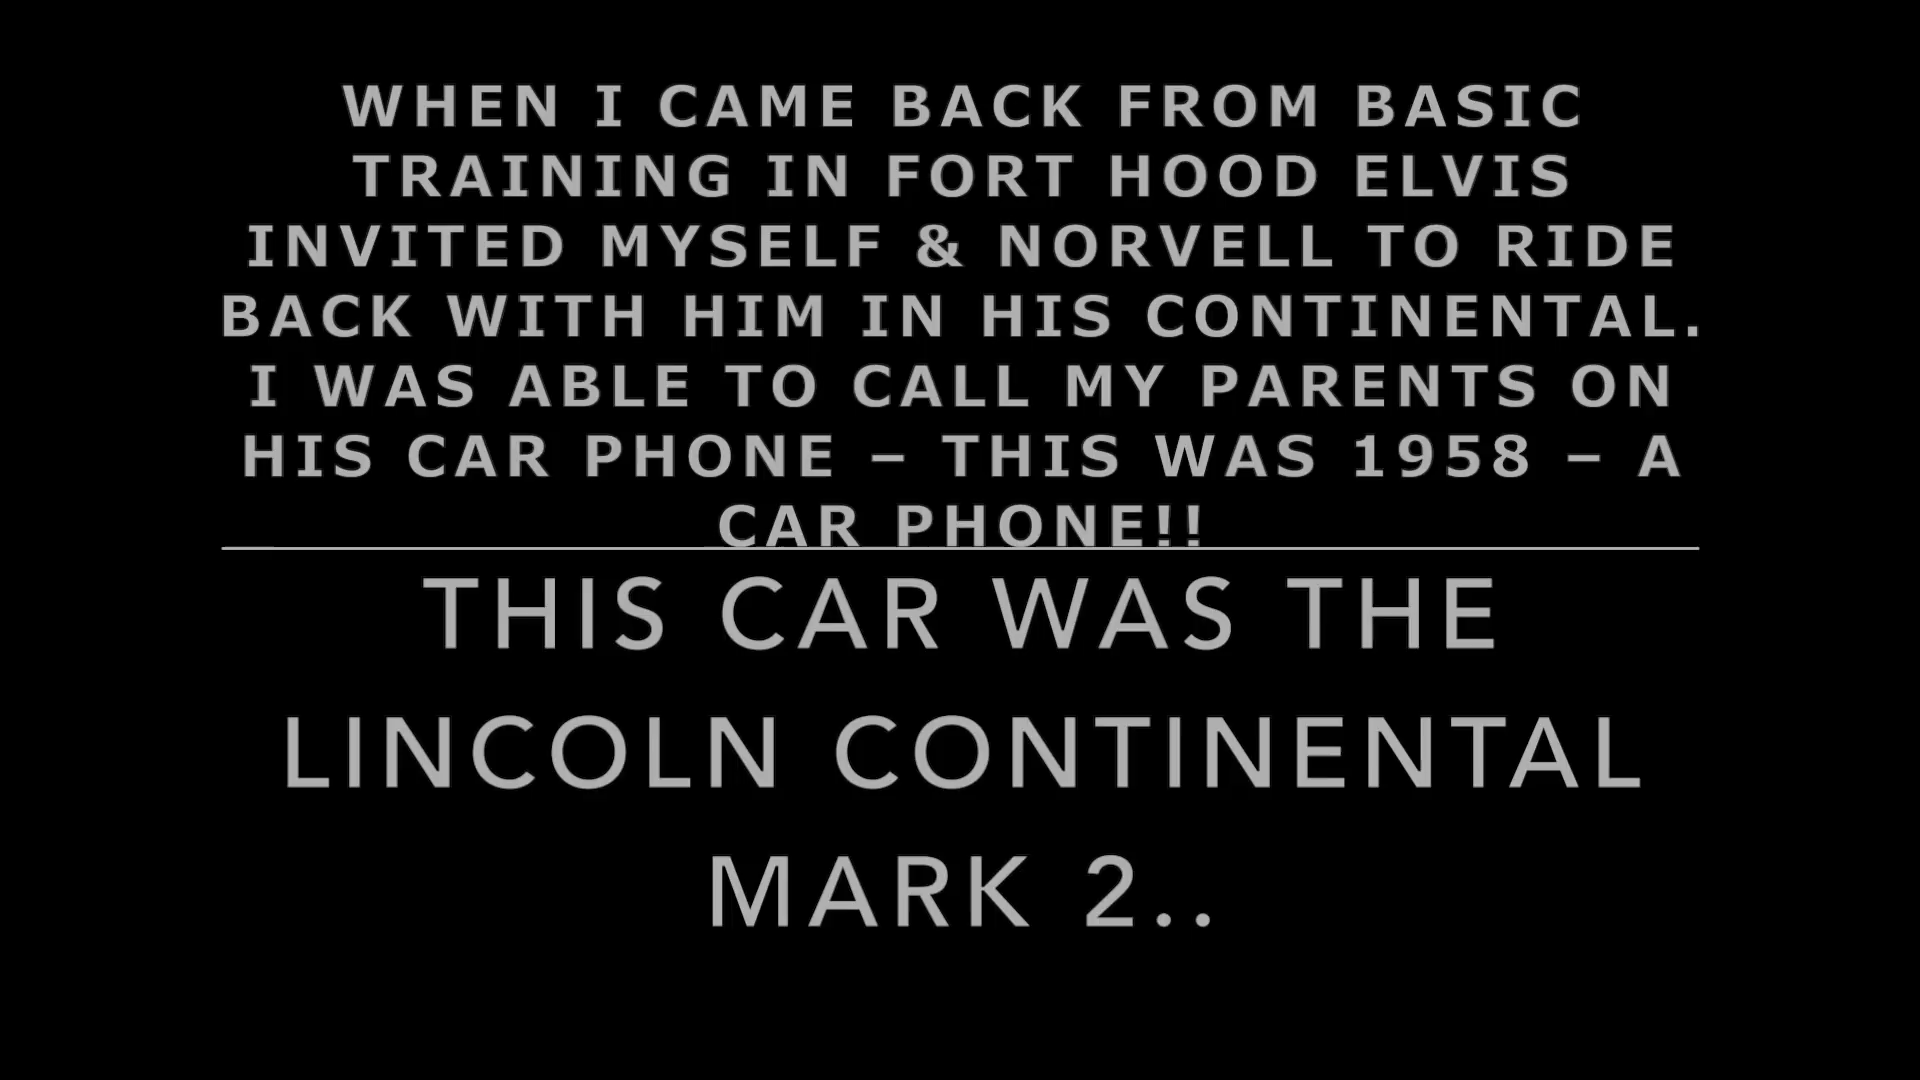 WHEN I CAME BACK FROM BASIC
TRAINING IN FORT HOOD ELVIS
INVITED MYSELF & NORVELL TO RIDE
BACK WITH HIM IN HIS CONTINENTAL.
I WAS ABLE TO CALL MY PARENTS ON
HIS CAR PHONE – THIS WAS 1958 – A
CAR PHONE!!
THIS CAR WAS THE
LINCOLN CONTINENTAL
MARK 2..